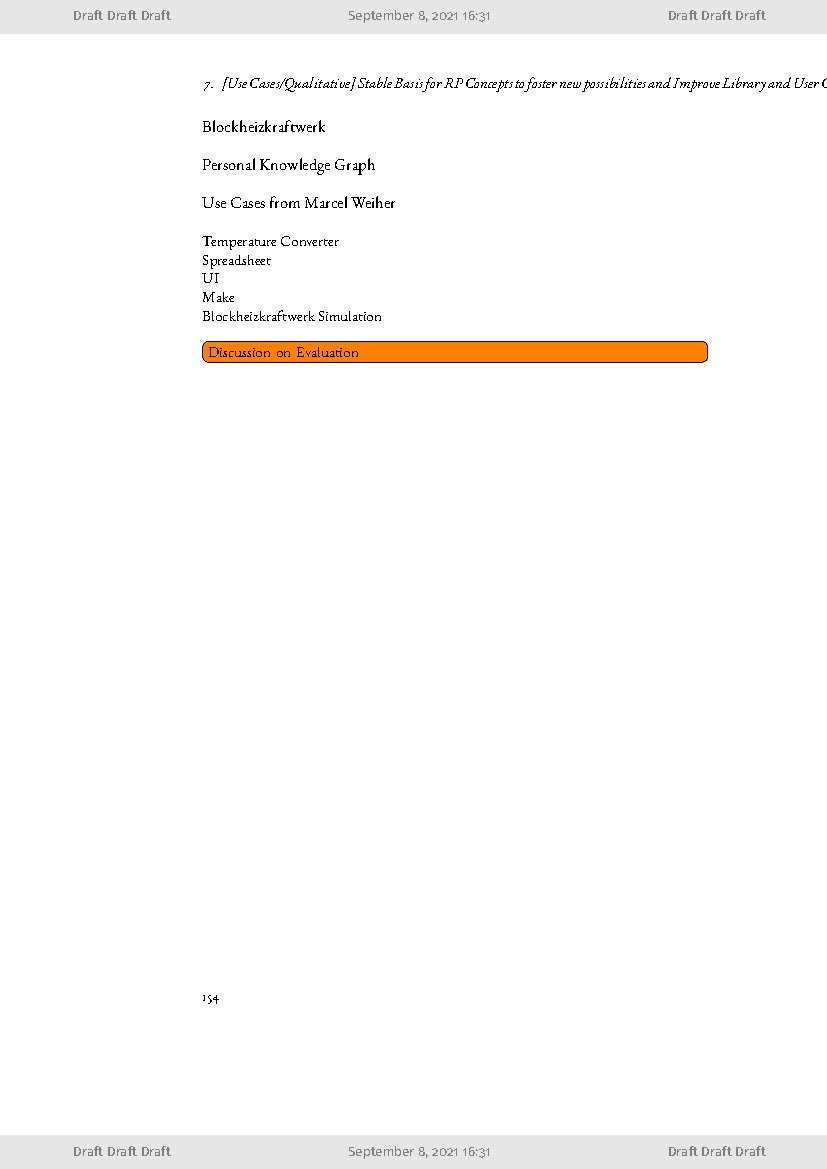 Draft Draft Draft September 8, 2021 16:31 Draft Draft Draft
7. [Use Cases/Qualitative] Stable Basis for RP Concepts to foster new possibilities and Improve Library and User
Blockheizkraftwerk
Personal Knowledge Graph
Use Cases from Marcel Weiher
Temperature Converter
Spreadsheet
UI
Make
Blockheizkraftwerk Simulation
Discussion on Evaluation
154
Draft Draft Draft September 8, 2021 16:31 Draft Draft Draft